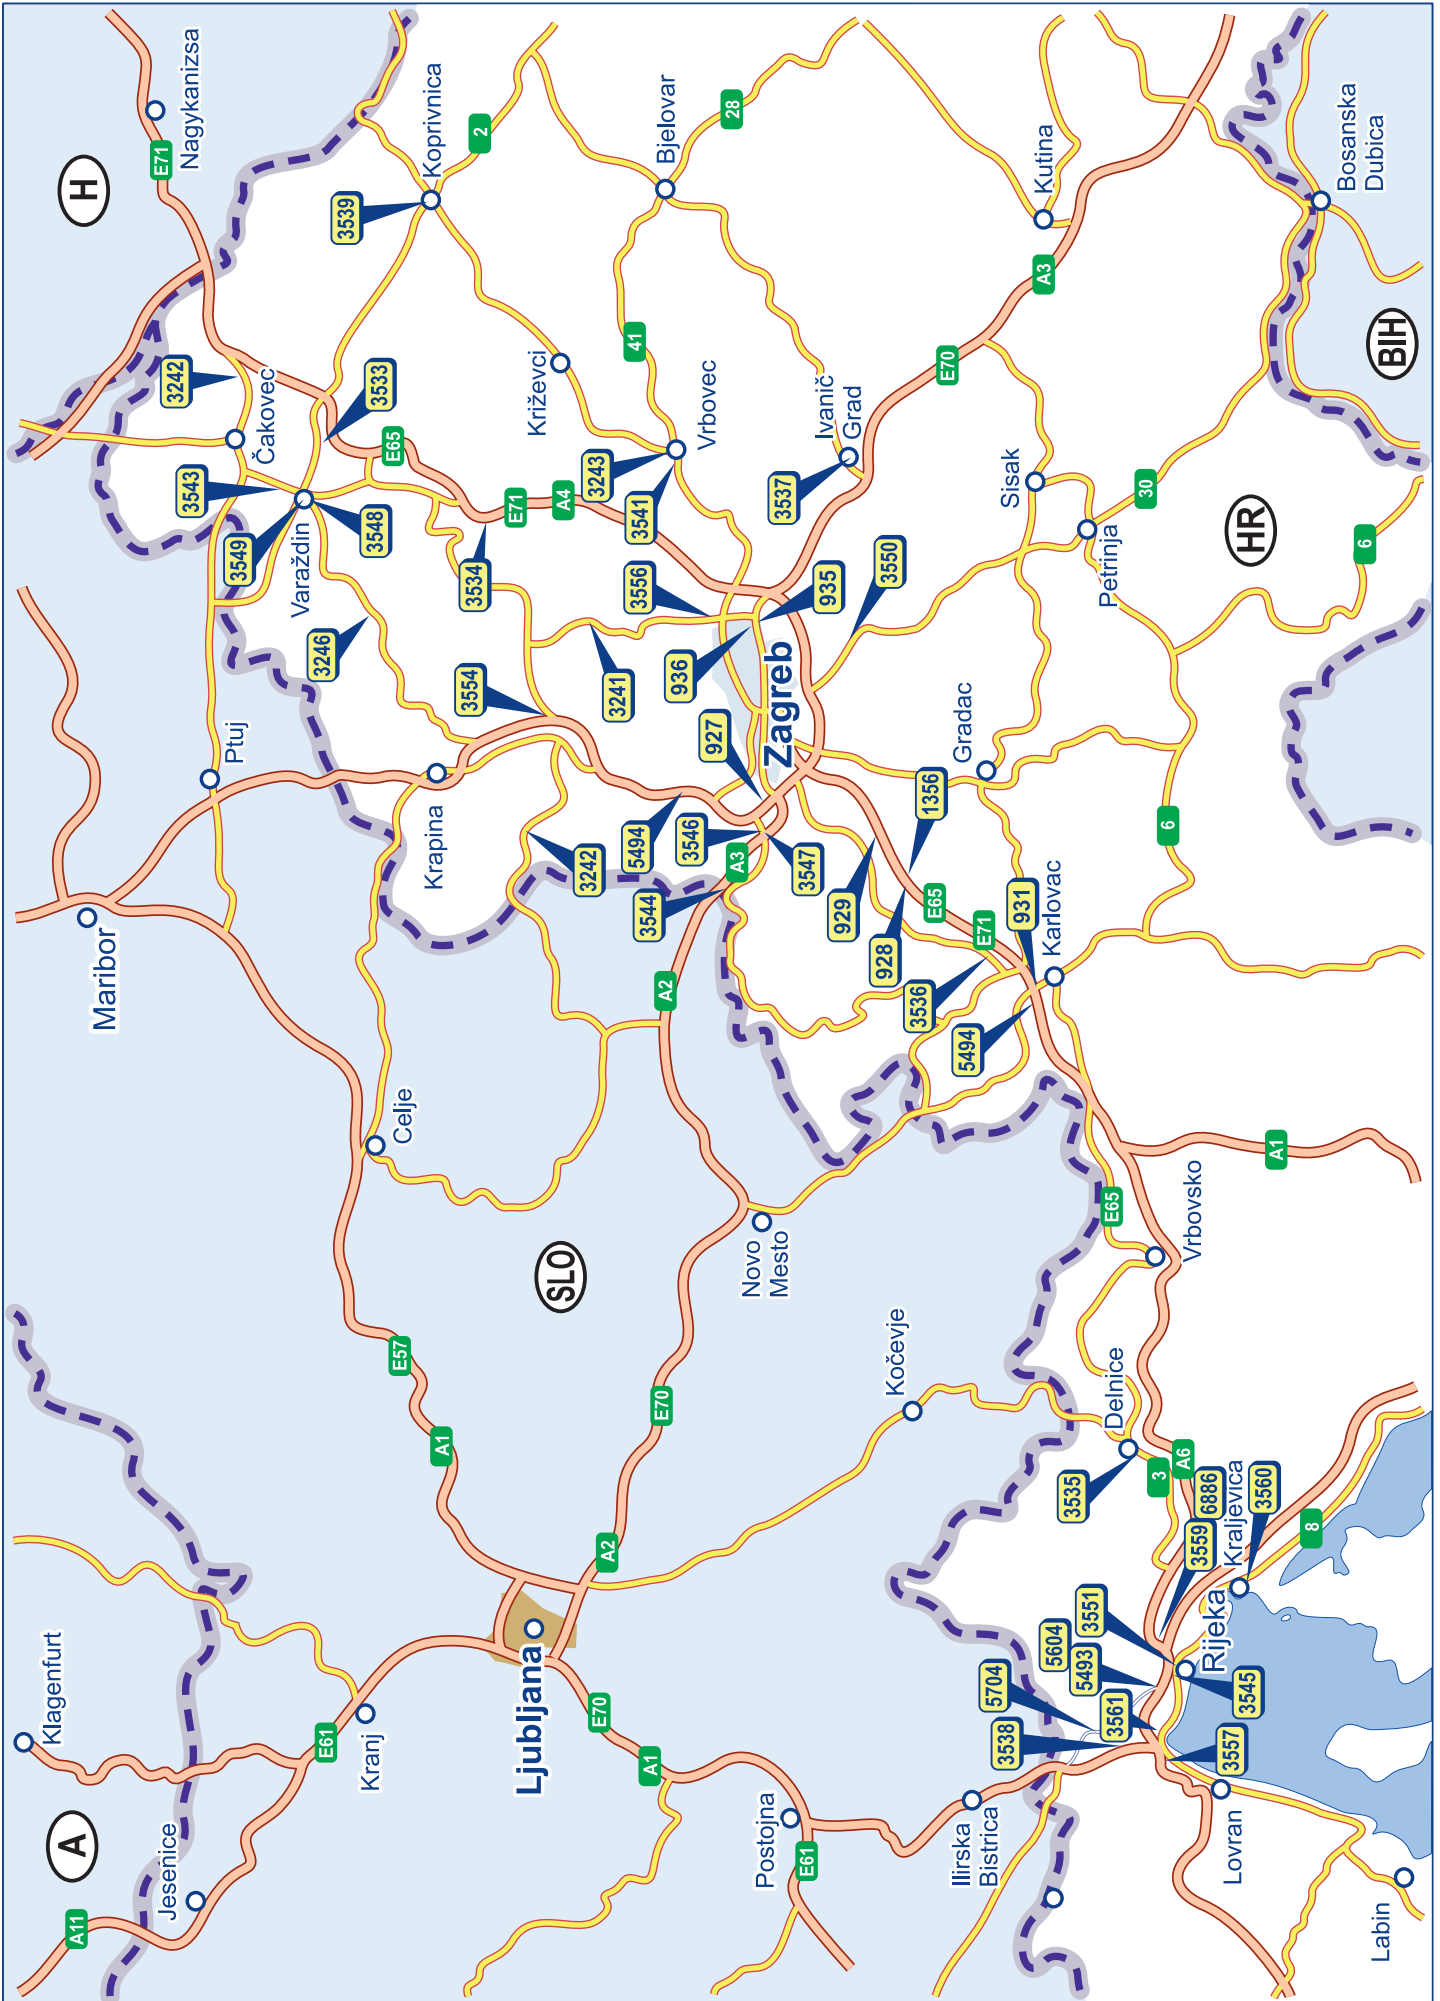 A
A11
Jesenice
Klagenfurt
Kranj
E61
Ljubljana
A1
E57
A2
E70
E70
A1
Postojna
E61
Ilirska
Bistrica
Kočevje
Novo
Mesto
SLO
Celje
Maribor
Ptuj
A2
H
Nagykanizsa
E71
Čakovec
3242
3543
3549
3548
3533
Varaždin
3246
E65
Koprivnica
3539
2
Križevci
Bjelovar
28
41
Vrbovec
3243
3541
A4
E71
3534
3554
Krapina
3241
3556
3242
5494
3546
3547
A3
3544
927
936
935
Zagreb
3550
3537
Ivanič
Grad
E70
A3
Kutina
Sisak
Petrinja
30
Bosanska
Dubica
BIH
HR
6
6
Gradac
1356
929
928
E65
E71
931
3536
5494
Karlovac
A1
E65
Vrbovsko
Delnice
3535
3
A6
6886
3559
Kraljevica
3560
8
3551
Rijeka
5604
5493
5704
3561
3538
3545
3557
Lovran
Labin